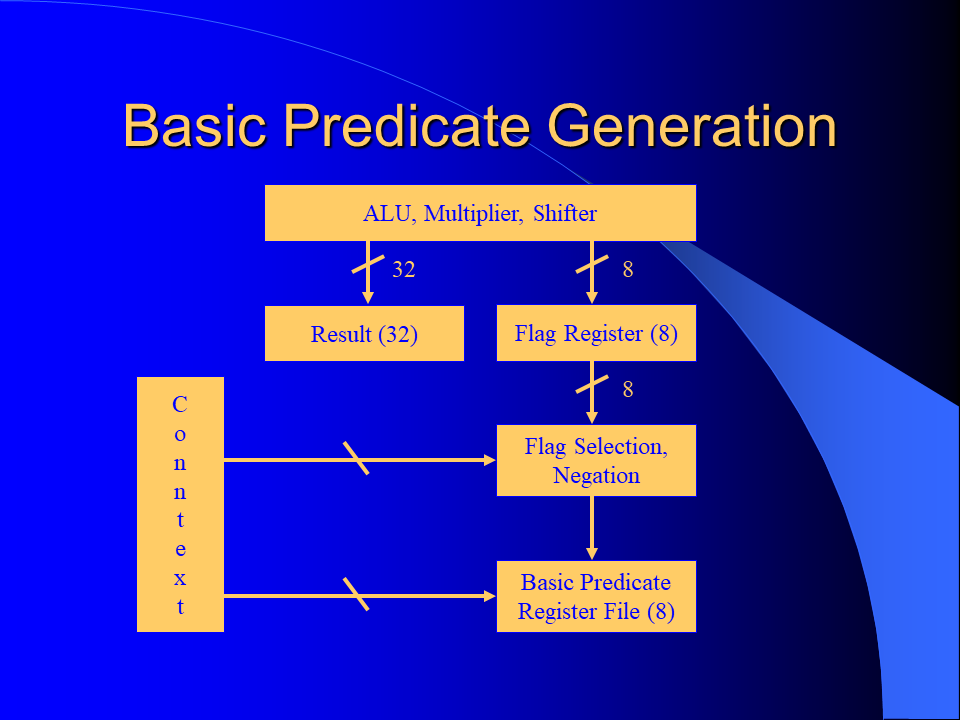 Basic Predicate Generation
ALU, Multiplier, Shifter
32
8
Result (32)
Flag Register (8)
8
C
o
n
n
t
e
x
t
Flag Selection,
Negation
Basic Predicate
Register File (8)